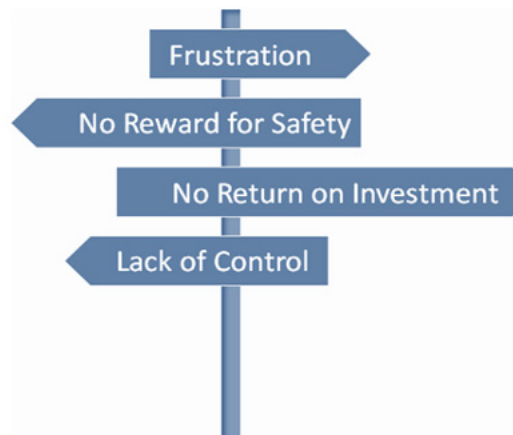 Frustration
No Reward for Safety
No Return on Investment
Lack of Control